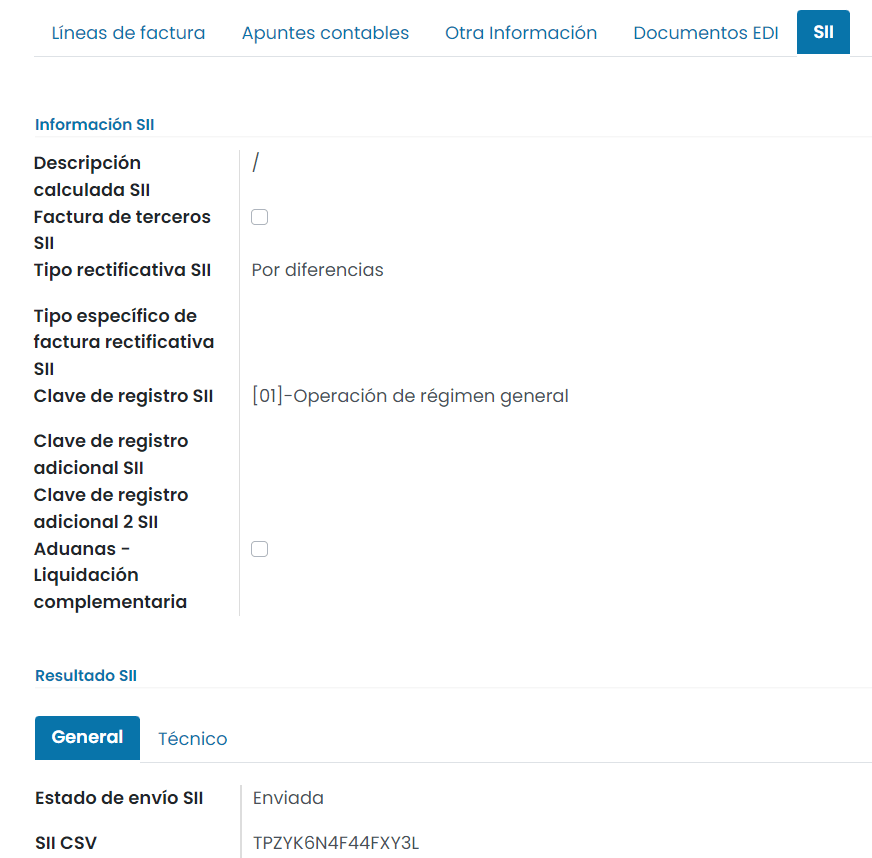 Líneas de factura Apuntes contables Otra Información Documentos EDI SII
Información SII
Descripción /
calculada SII
Factura de terceros
SII
Tipo rectificativa SII Por diferencias
Tipo específico de
factura rectificativa
SII
Clave de registro SII [01]-Operación de régimen general
Clave de registro
adicional SII
Clave de registro
adicional 2 SII
Aduanas -
Liquidación
complementaria
Resultado SII
General Técnico
Estado de envío SII Enviada
SII CSV TPZYK6N4F44FXY3L